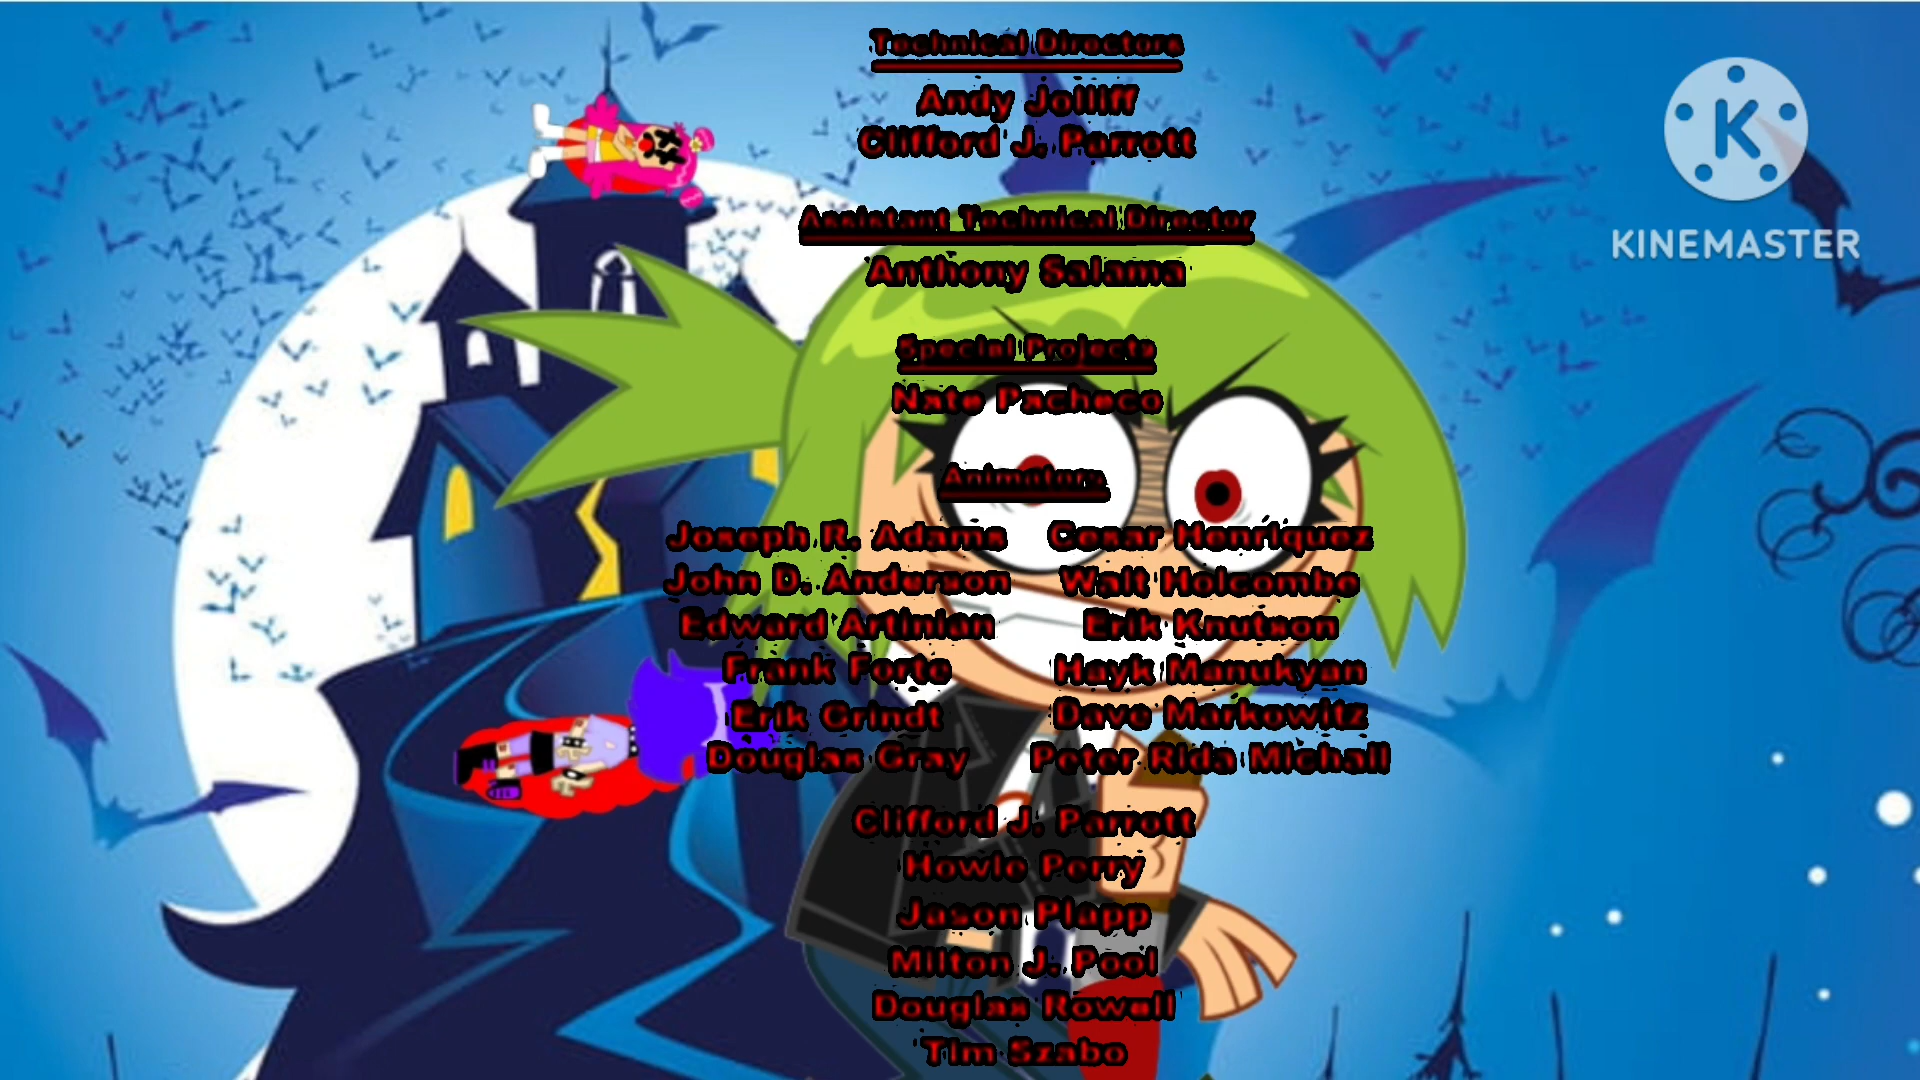 Technical Directors
Andy Jolliff
Clifford J. Parrott
K
KINEMASTER
Assistant Technical Director
Anthony Salama
Special Projects
Nate Pacheco
Animators
Joseph R. Adams Cesar Henriquez
John D. Anderson Walt Holcombe
Edward Artinian Erik Knutson
Frank Forte Hayk Manukyan
Erik Grindt Dave Markowitz
Douglas Gray Peter Rida Michail
Clifford J. Parrott
Howie Perry
Jason Plapp
Milton J. Pool
Douglas Rowell
Tim Szabo